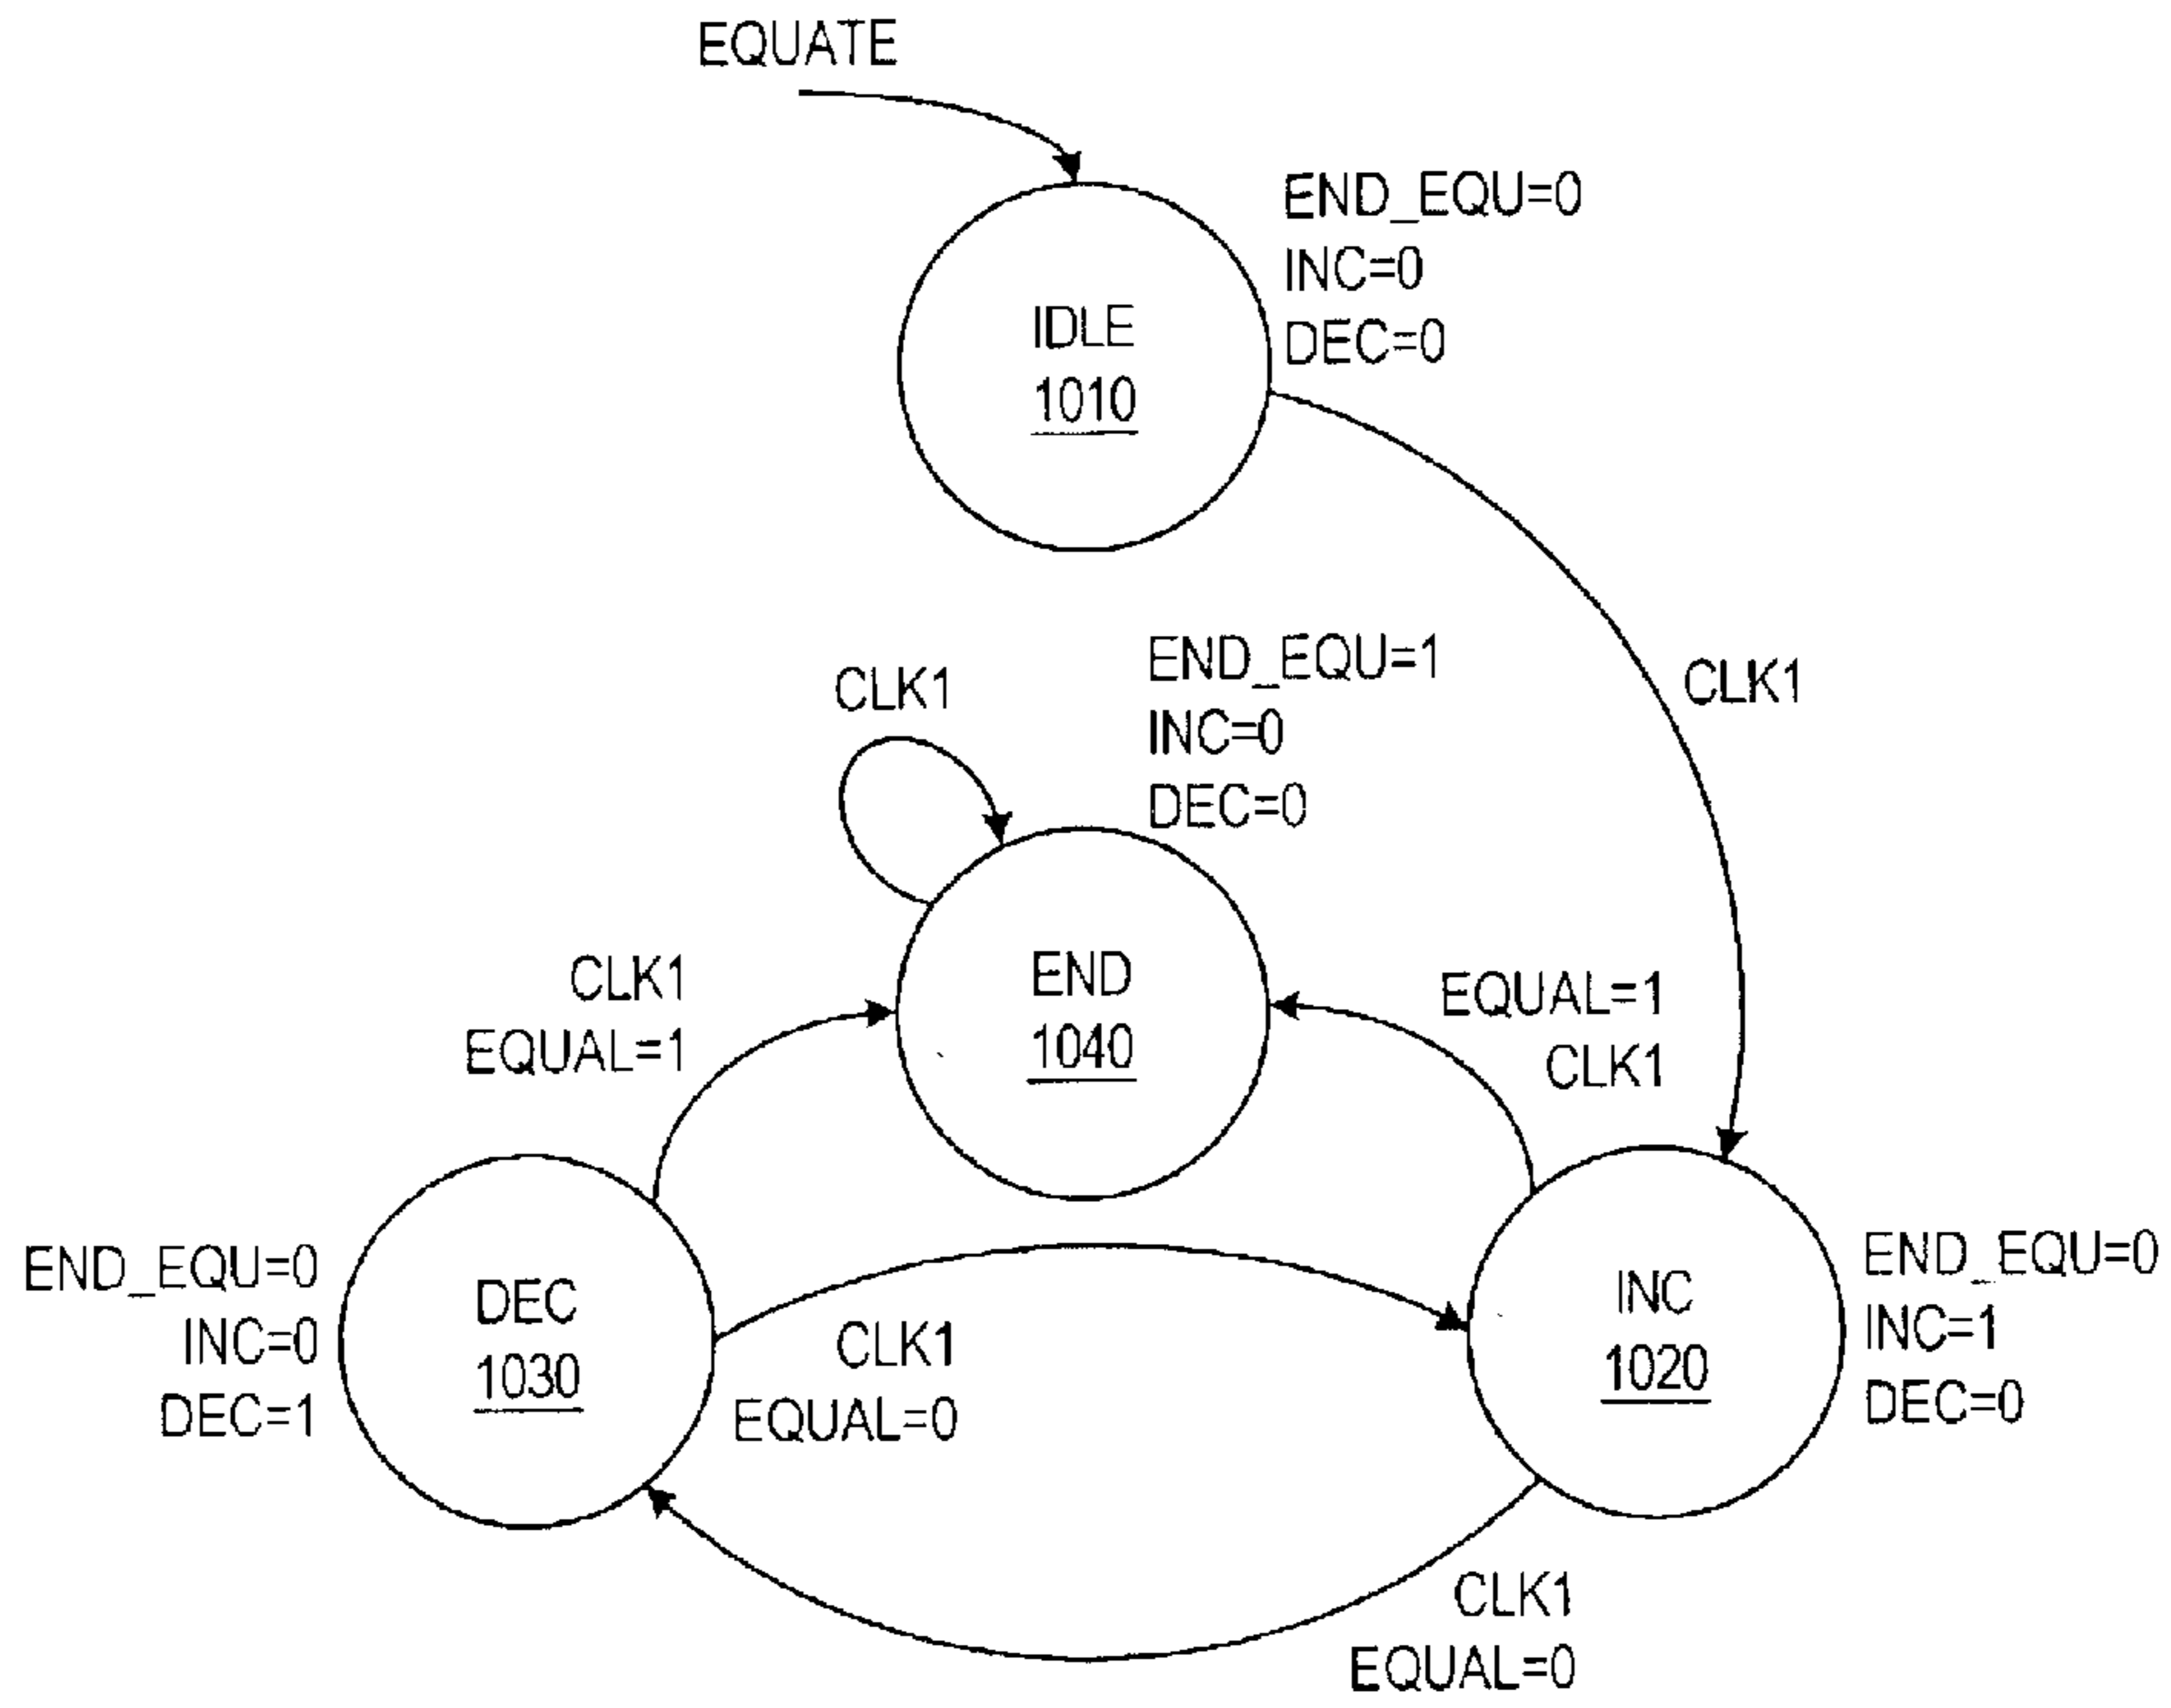 EQUATE
END_EQU=0
INC=0
DEC=0
IDLE
1010
CLK1
END_EQU=1
INC=0
DEC=0
CLK1
END
1040
CLK1
EQUAL=1
EQUAL=1
CLK1
END_EQU=0
INC=0
DEC=1
DEC
1030
CLK1
EQUAL=0
INC
1020
END_EQU=0
INC=1
DEC=0
CLK1
EQUAL=0